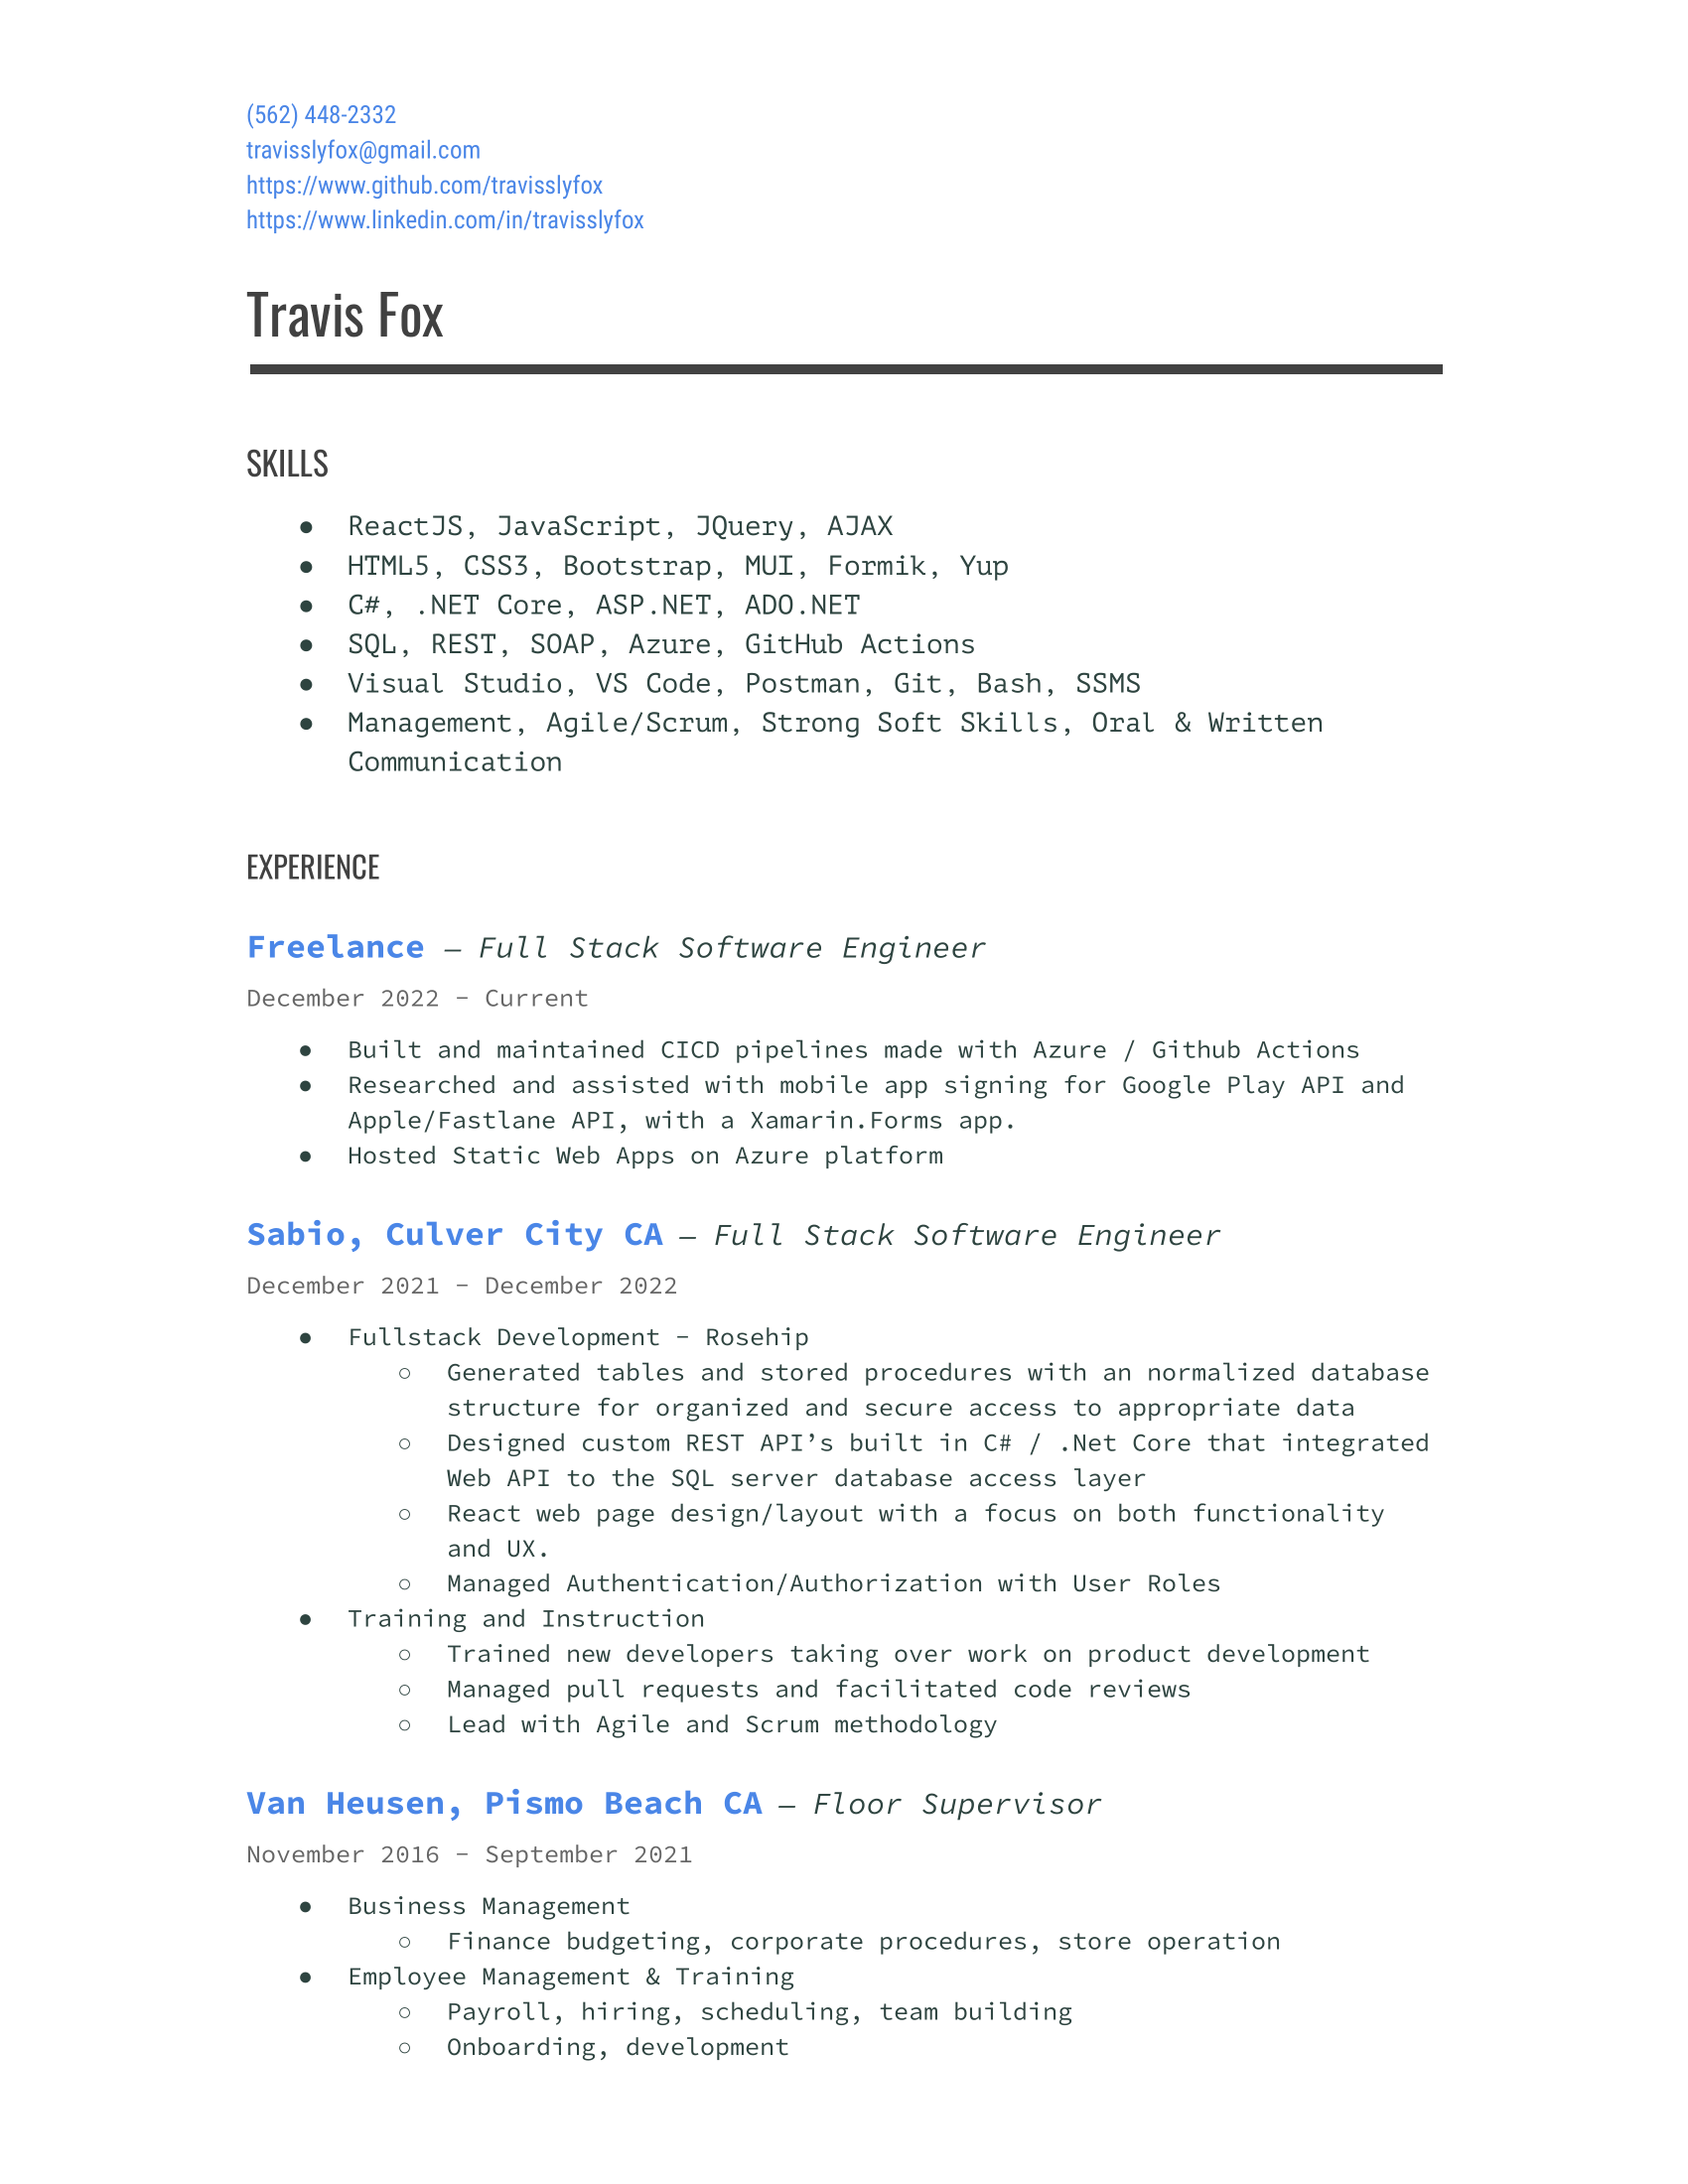 (562) 448-2332
travisslyfox@gmail.com
https://www.github.com/travisslyfox
https://www.linkedin.com/in/travisslyfox
Travis Fox
SKILLS
● ReactJS, JavaScript, JQuery, AJAX
● HTML5, CSS3, Bootstrap, MUI, Formik, Yup
● C#, .NET Core, ASP.NET, ADO.NET
● SQL, REST, SOAP, Azure, GitHub Actions
● Visual Studio, VS Code, Postman, Git, Bash, SSMS
● Management, Agile/Scrum, Strong Soft Skills, Oral & Written
Communication
EXPERIENCE
Freelance — Full Stack Software Engineer
December 2022 - Current
● Built and maintained CICD pipelines made with Azure / Github Actions
● Researched and assisted with mobile app signing for Google Play API and
Apple/Fastlane API, with a Xamarin.Forms app.
● Hosted Static Web Apps on Azure platform
Sabio, Culver City CA — Full Stack Software Engineer
December 2021 - December 2022
● Fullstack Development - Rosehip
○ Generated tables and stored procedures with an normalized database
structure for organized and secure access to appropriate data
○ Designed custom REST API’s built in C# / .Net Core that integrated
Web API to the SQL server database access layer
○ React web page design/layout with a focus on both functionality
and UX.
○ Managed Authentication/Authorization with User Roles
● Training and Instruction
○ Trained new developers taking over work on product development
○ Managed pull requests and facilitated code reviews
○ Lead with Agile and Scrum methodology
Van Heusen, Pismo Beach CA — Floor Supervisor
November 2016 - September 2021
● Business Management
○ Finance budgeting, corporate procedures, store operation
● Employee Management & Training
○ Payroll, hiring, scheduling, team building
○ Onboarding, development